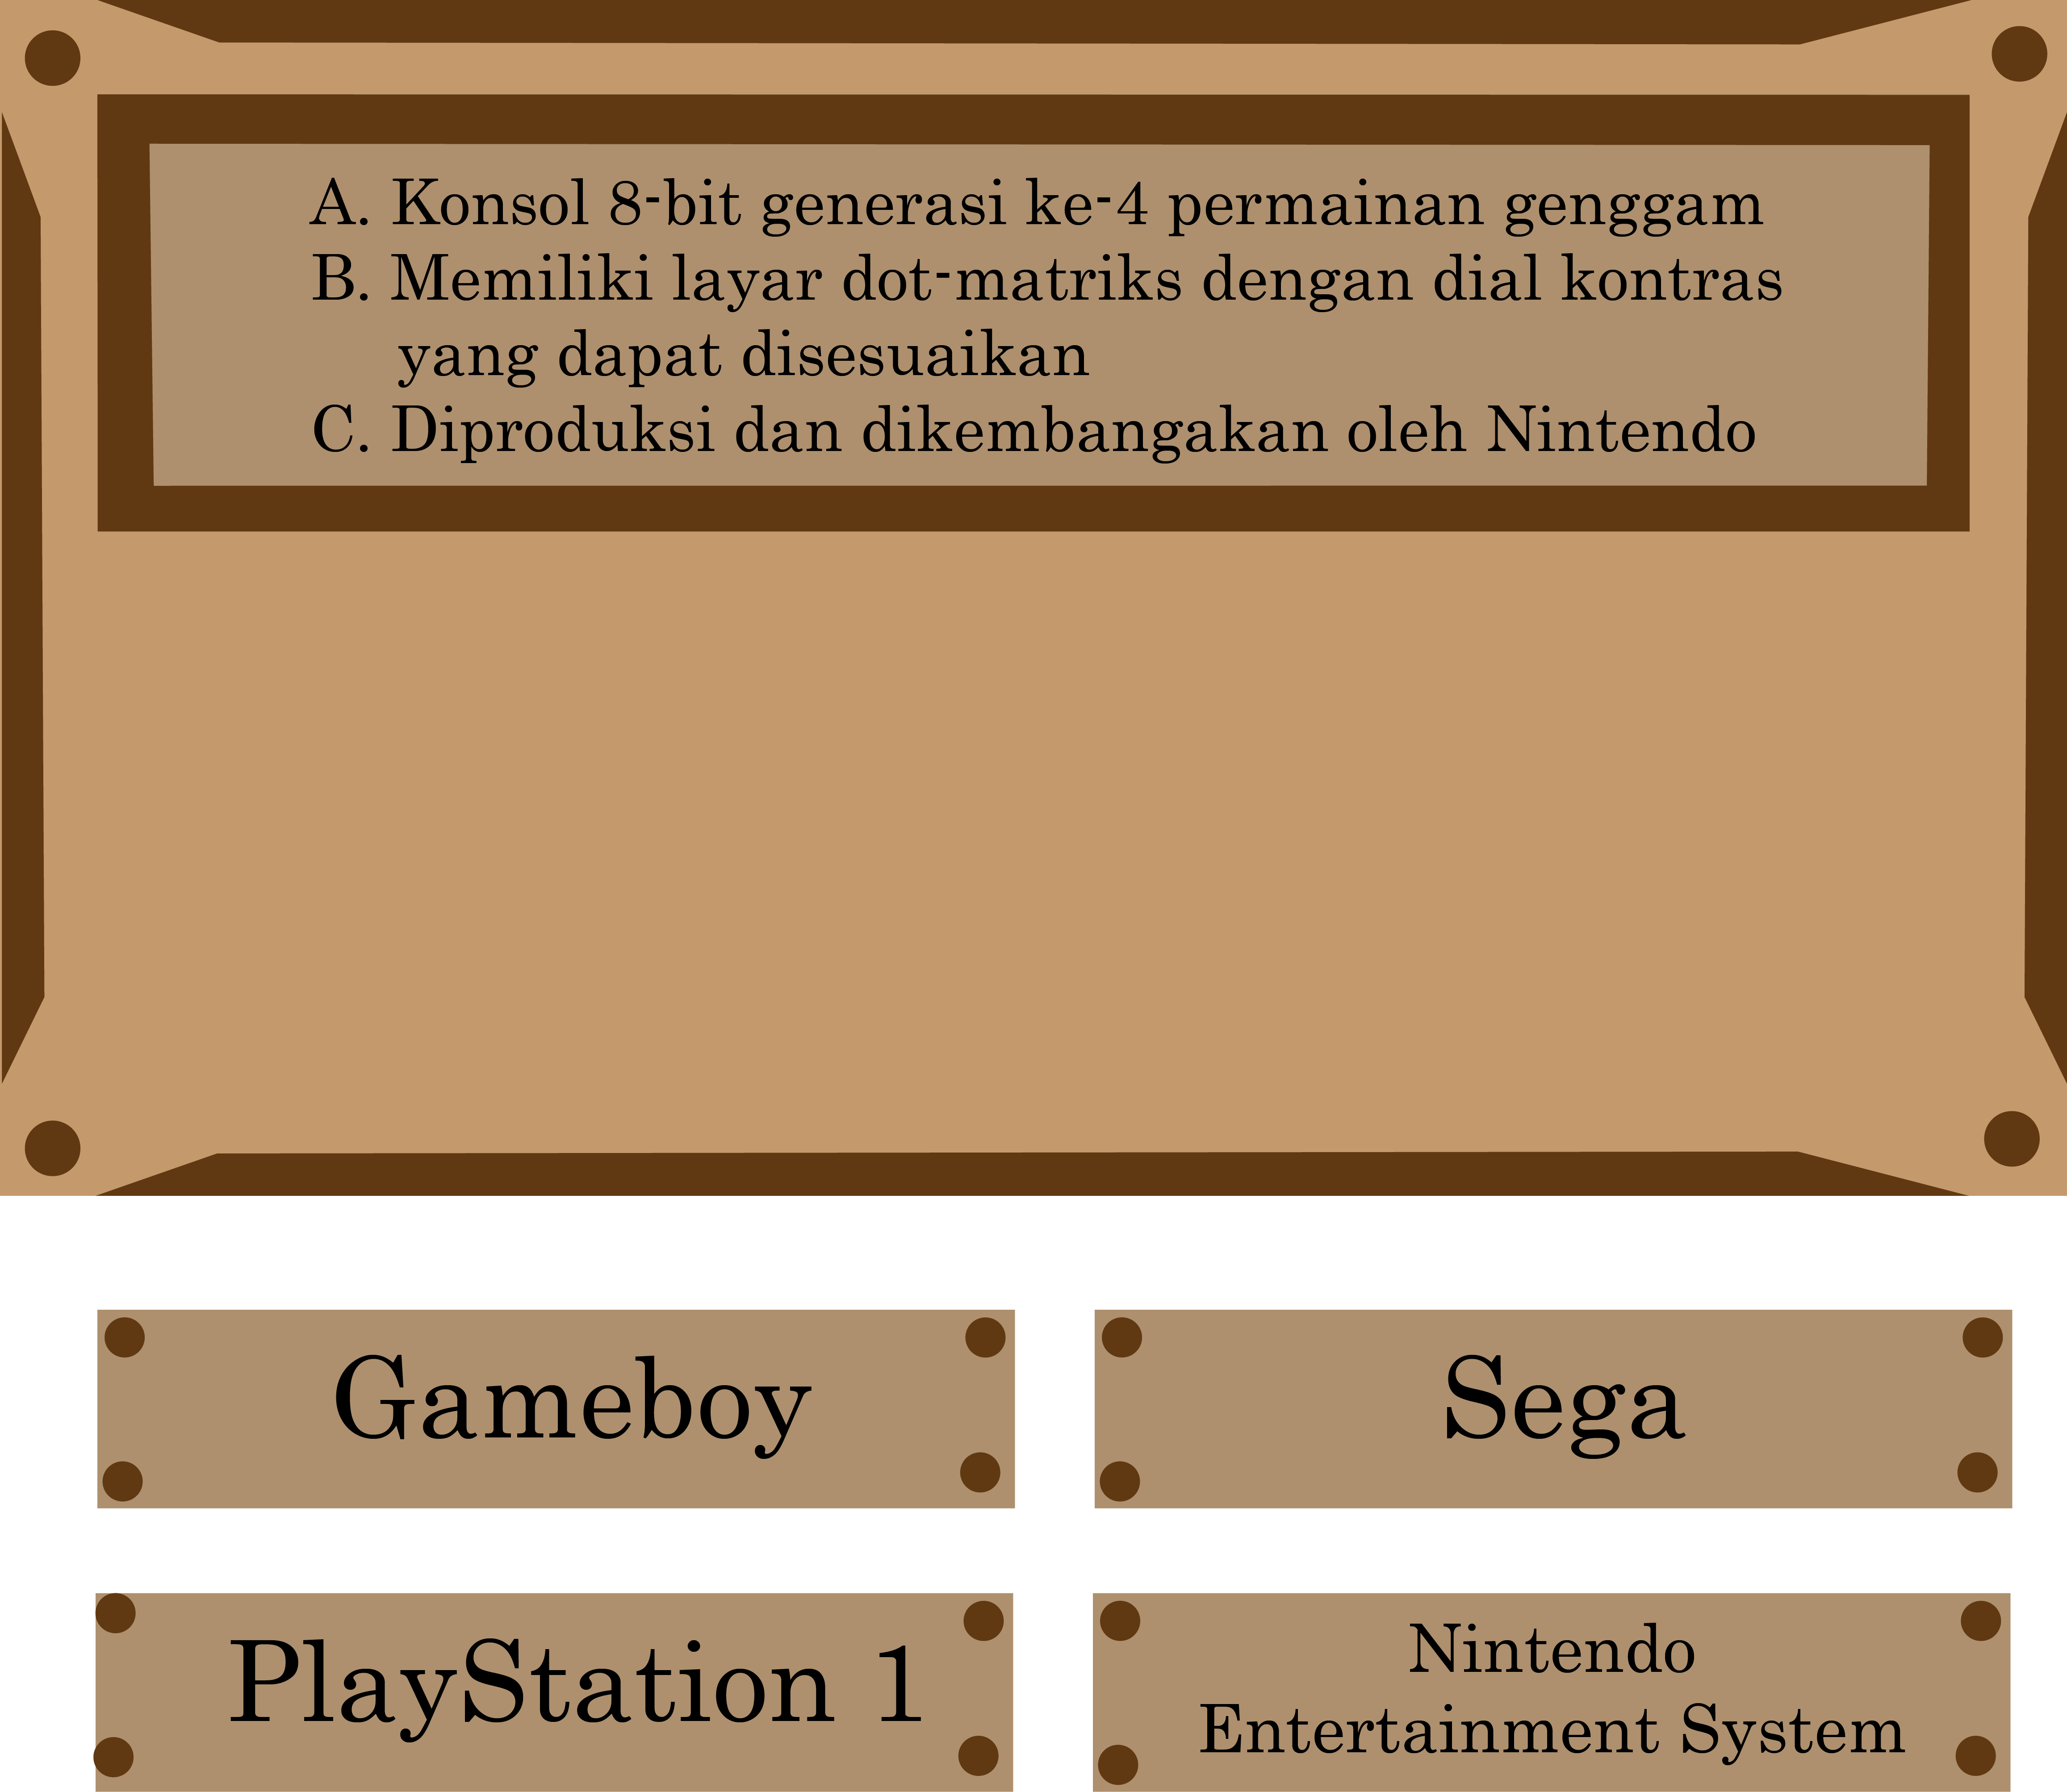 A. Konsol 8-bit generasi ke-4 permainan genggam
B. Memiliki layar dot-matriks dengan dial kontras
yang dapat disesuaikan
C. Diproduksi dan dikembangakan oleh Nintendo
Gameboy
Sega
PlayStation 1
Nintendo
Entertainment System